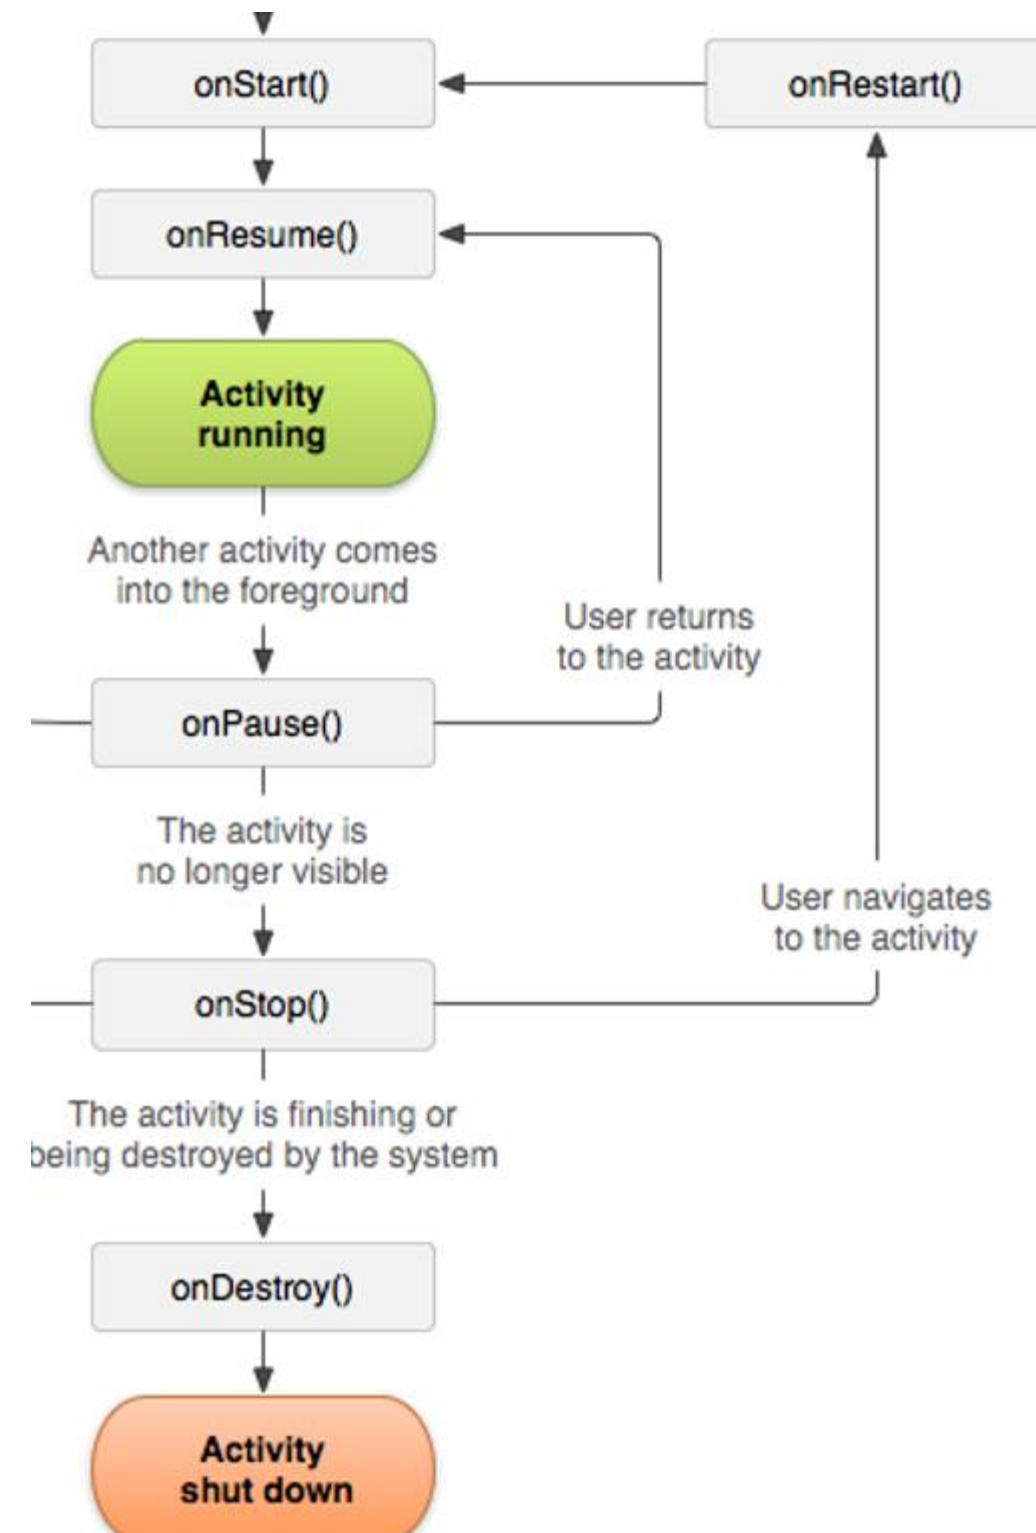 onStart()
onRestart()
onResume()
Activity
running
Another activity comes
into the foreground
User returns
to the activity
onPause()
The activity is
no longer visible
User navigates
to the activity
onStop()
The activity is finishing or
being destroyed by the system
onDestroy()
Activity
shut down